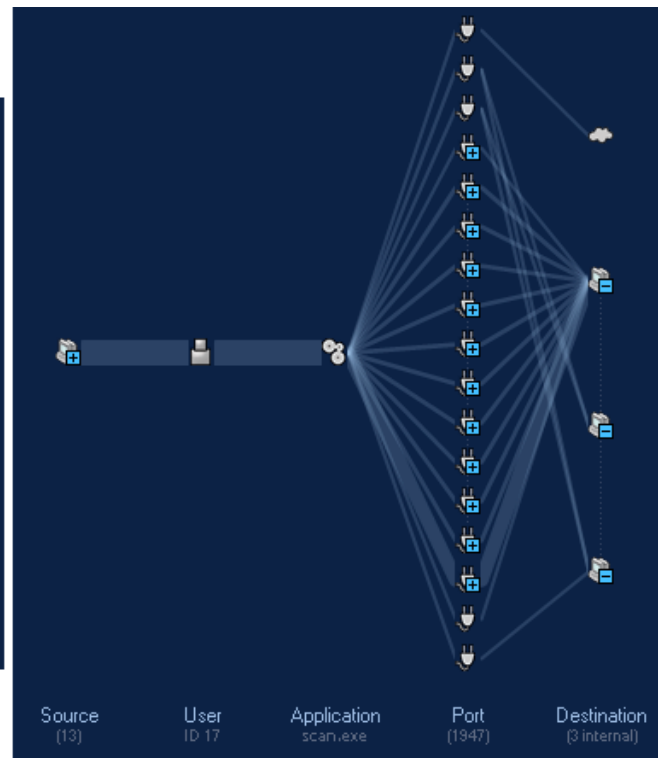 Source
User
Application
Port
Destination
(13)
ID 17
scan.exe
(1947)
(3 internal)